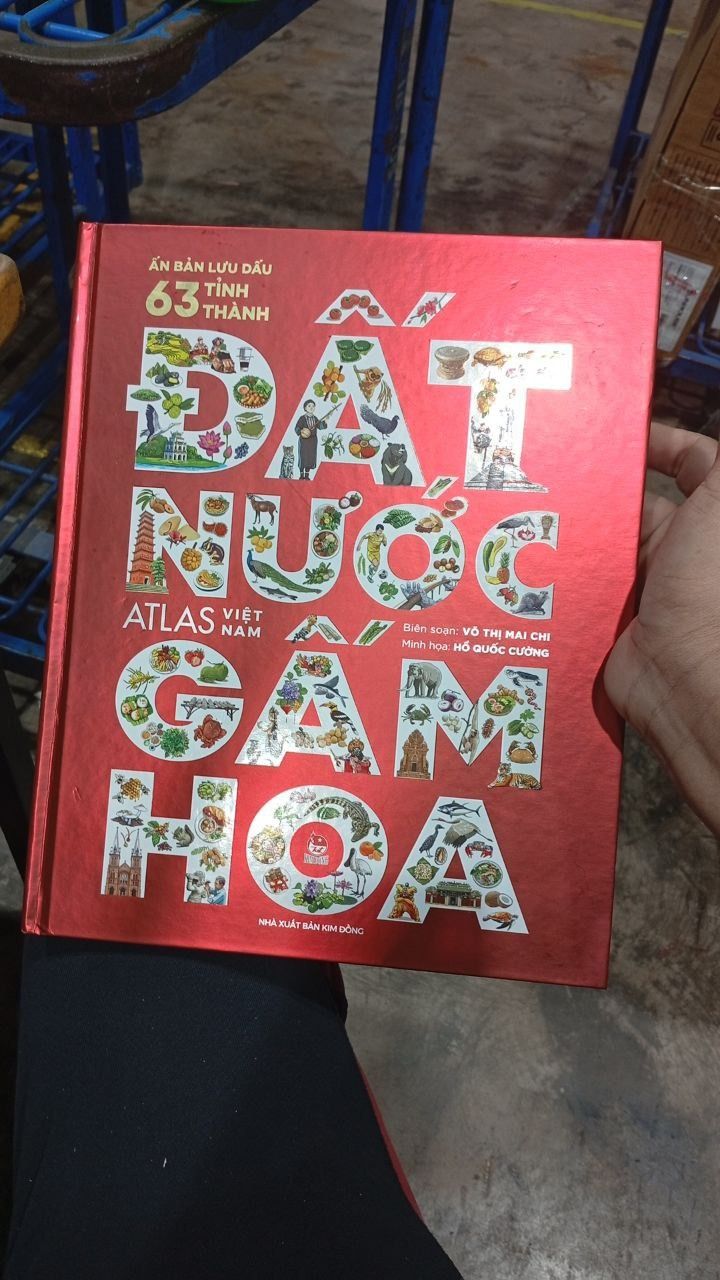 ẤN BẢN LƯU DẤU
63 TỈNH THÀNH
ĐẤT
NƯỚC
ATLAS VIỆT NAM
Biên soạn: VÕ THỊ MAI CHI
Minh họa: HỒ QUỐC CƯỜNG
GẤM
HOA
NHÀ XUẤT BẢN KIM ĐỒNG